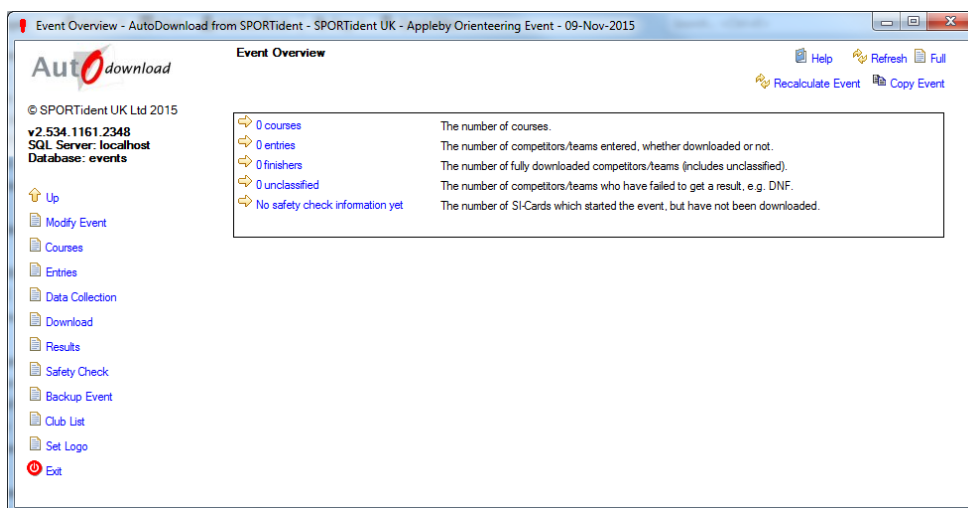 Event Overview - AutoDownload from SPORTident - SPORTident UK - Appleby Orienteering Event - 09-Nov-2015
AutO download
Event Overview
Help Refresh Full
Recalculate Event Copy Event
© SPORTident UK Ltd 2015
v2.534.1161.2348
SQL Server: localhost
Database: events
Up
Modify Event
Courses
Entries
Data Collection
Download
Results
Safety Check
Backup Event
Club List
Set Logo
Exit
0 courses The number of courses.
0 entries The number of competitors entered, whether downloaded or not.
0 finishers The number of fully downloaded competitors/teams (includes unclassified).
0 unclassified The number of competitors/teams who have failed to get a result, e.g. DNF.
No safety check information yet The number of SI-Cards which started the event, but have not been downloaded.